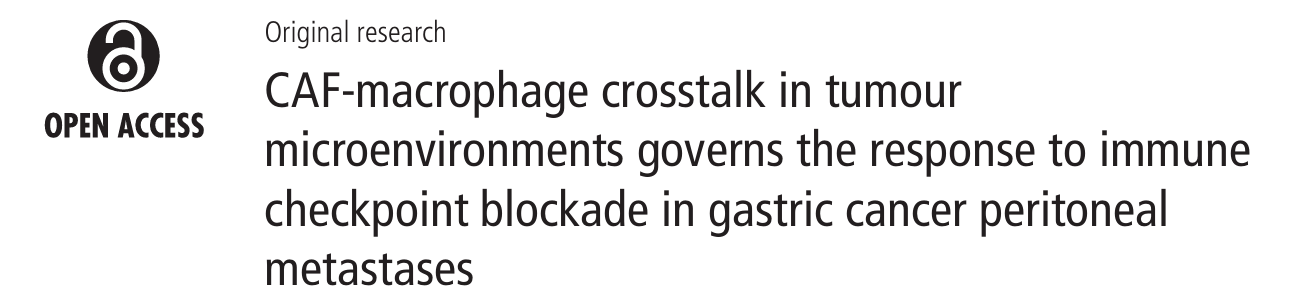 OPEN ACCESS
Original research
CAF-macrophage crosstalk in tumour
microenvironments governs the response to immune
checkpoint blockade in gastric cancer peritoneal
metastases